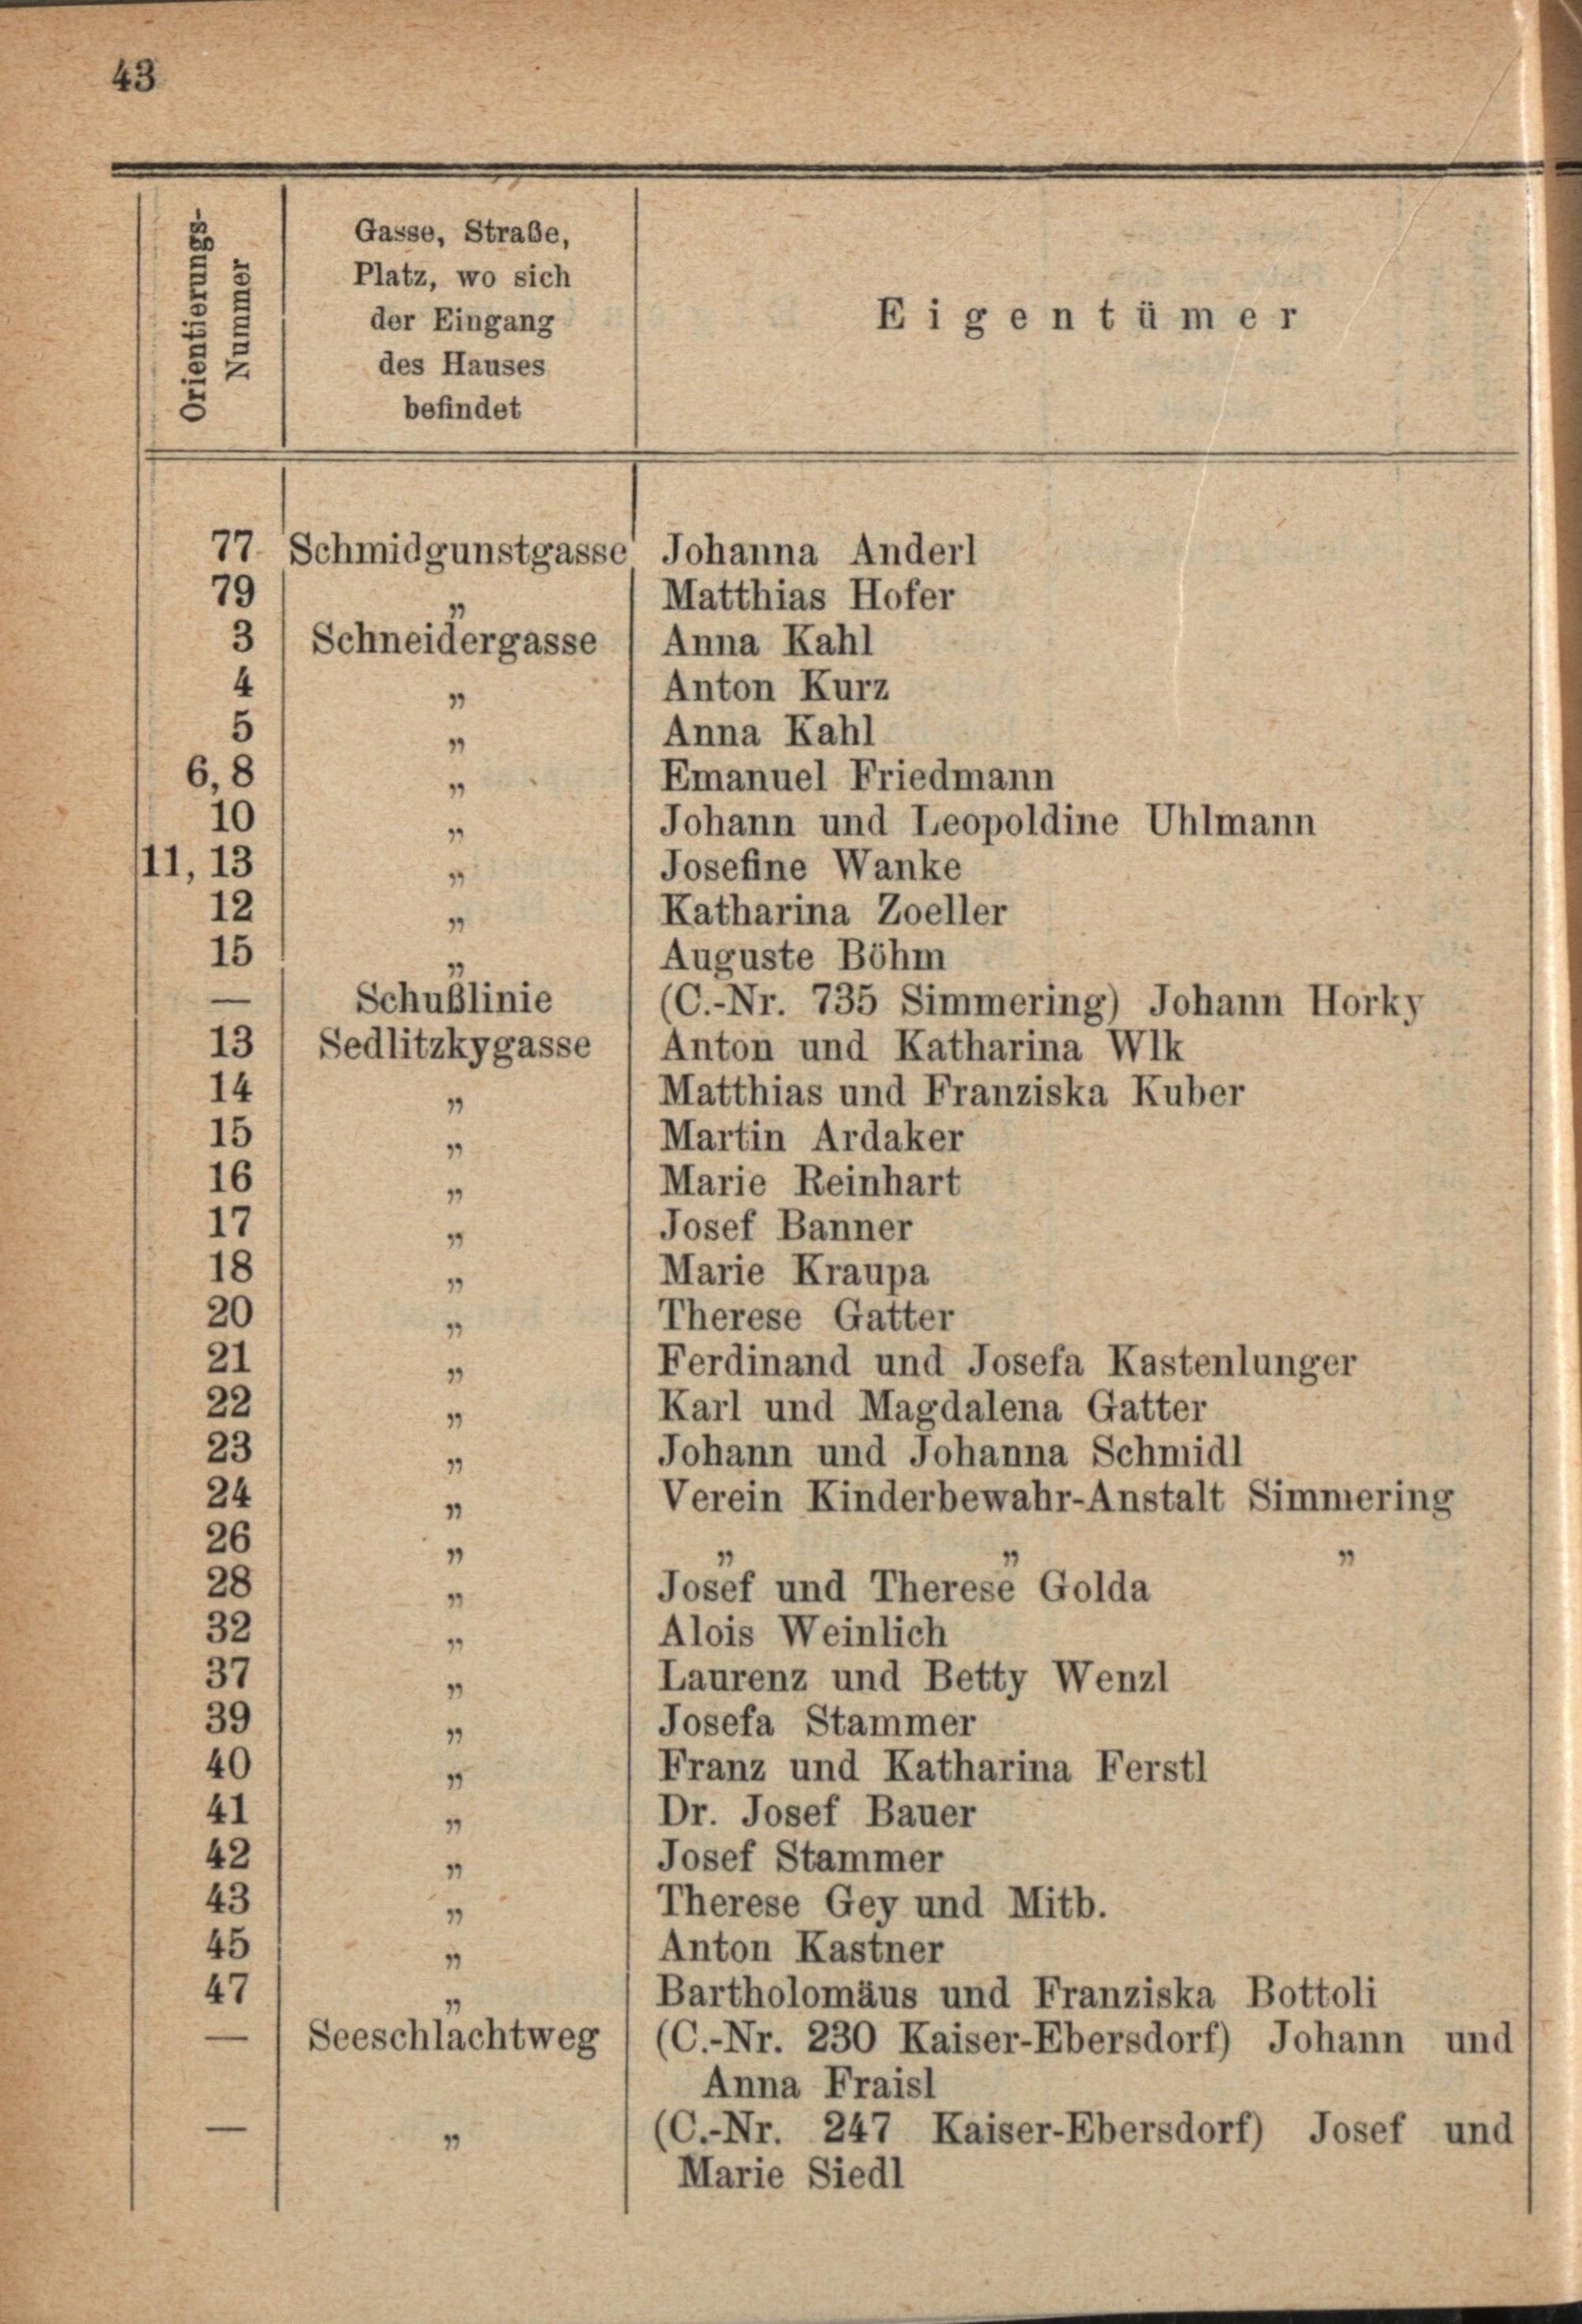 43
Orientierungs-
Nummer
Gasse, Straße,
Platz, wo sich
der Eingang
des Hauses
befindet
Eigentümer
77 Schmidgunstgasse Johanna Anderl
79 „ Matthias Hofer
3 Schneidergasse Anna Kahl
4 „ Anton Kurz
5 „ Anna Kahl
6, 8 „ Emanuel Friedmann
10 „ Johann und Leopoldine Uhlmann
11, 13 „ Josefine Wanke
12 „ Katharina Zoeller
15 „ Auguste Böhm
— Schußlinie (C.-Nr. 735 Simmering) Johann Horky
13 Sedlitzkygasse Anton und Katharina Wlk
14 „ Matthias und Franziska Kuber
15 „ Martin Ardaker
16 „ Marie Reinhart
17 „ Josef Banner
18 „ Marie Kraupa
20 „ Therese Gatter
21 „ Ferdinand und Josefa Kastenlunger
22 „ Karl und Magdalena Gatter
23 „ Johann und Johanna Schmidl
24 „ Verein Kinderbewahr-Anstalt Simmering
26 „ „ „ „
28 „ Josef und Therese Golda
32 „ Alois Weinlich
37 „ Laurenz und Betty Wenzl
39 „ Josefa Stammer
40 „ Franz und Katharina Ferstl
41 „ Dr. Josef Bauer
42 „ Josef Stammer
43 „ Therese Gey und Mitb.
45 „ Anton Kastner
47 „ Bartholomäus und Franziska Bottoli
— Seeschlachtweg (C.-Nr. 230 Kaiser-Ebersdorf) Johann und
Anna Fraisl
— „ (C.-Nr. 247 Kaiser-Ebersdorf) Josef und
Marie Siedl